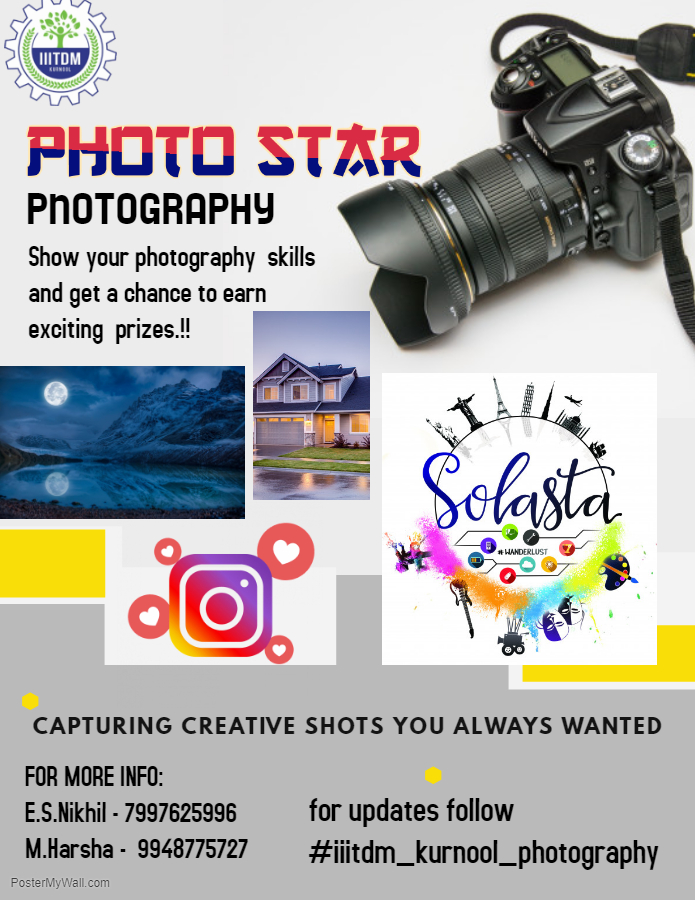 IIITDM
KURNOOL
PHOTO STAR
PHOTOGRAPHY
Show your photography skills
and get a chance to earn
exciting prizes.!!
Solasta
# WANDERLUST
CAPTURING CREATIVE SHOTS YOU ALWAYS WANTED
FOR MORE INFO:
E.S.Nikhil - 7997625996
M.Harsha - 9948775727
for updates follow
#iiitdm_kurnool_photography
PosterMyWall.com